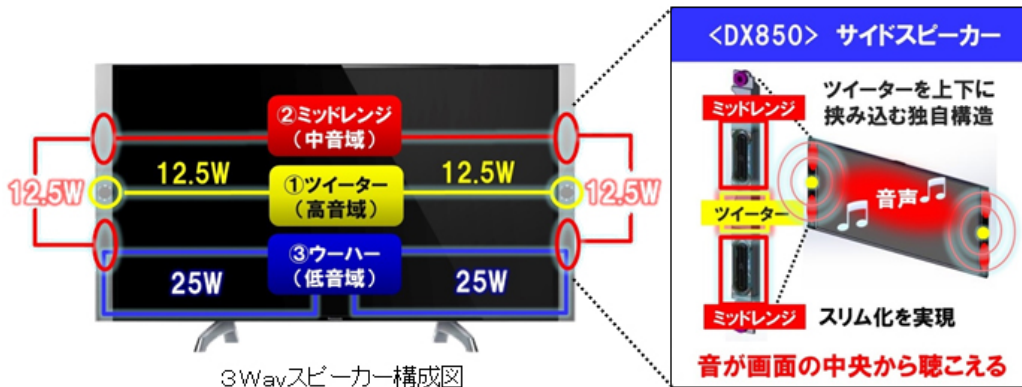 ②ミッドレンジ
(中音域)
12.5W
12.5W
①ツイーター
(高音域)
12.5W
12.5W
③ウーハー
(低音域)
25W
25W
3Wayスピーカー構成図
<DX850> サイドスピーカー
ミッドレンジ
ツイーターを上下に
挟み込む独自構造
ツイーター
音声
ミッドレンジ
スリム化を実現
音が画面の中央から聴こえる